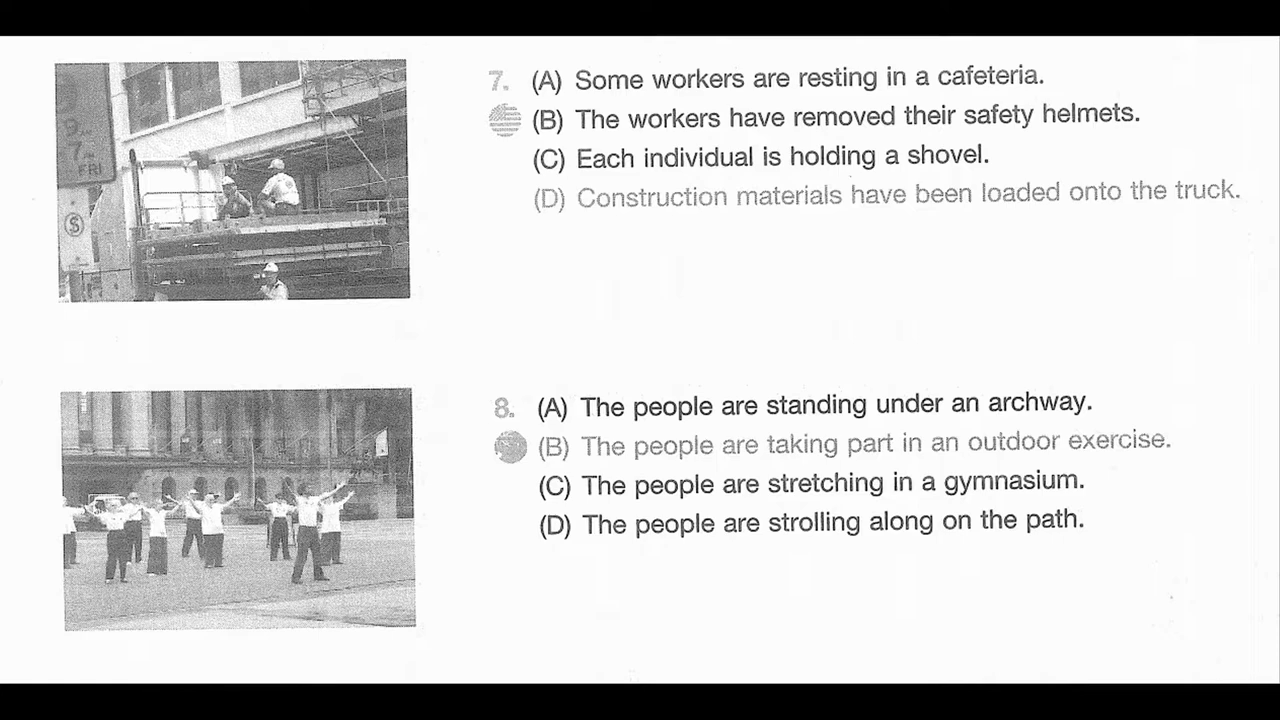 FRI
$
7. (A) Some workers are resting in a cafeteria.
(B) The workers have removed their safety helmets.
(C) Each individual is holding a shovel.
(D) Construction materials have been loaded onto the truck.
8. (A) The people are standing under an archway.
(B) The people are taking part in an outdoor exercise.
(C) The people are stretching in a gymnasium.
(D) The people are strolling along on the path.